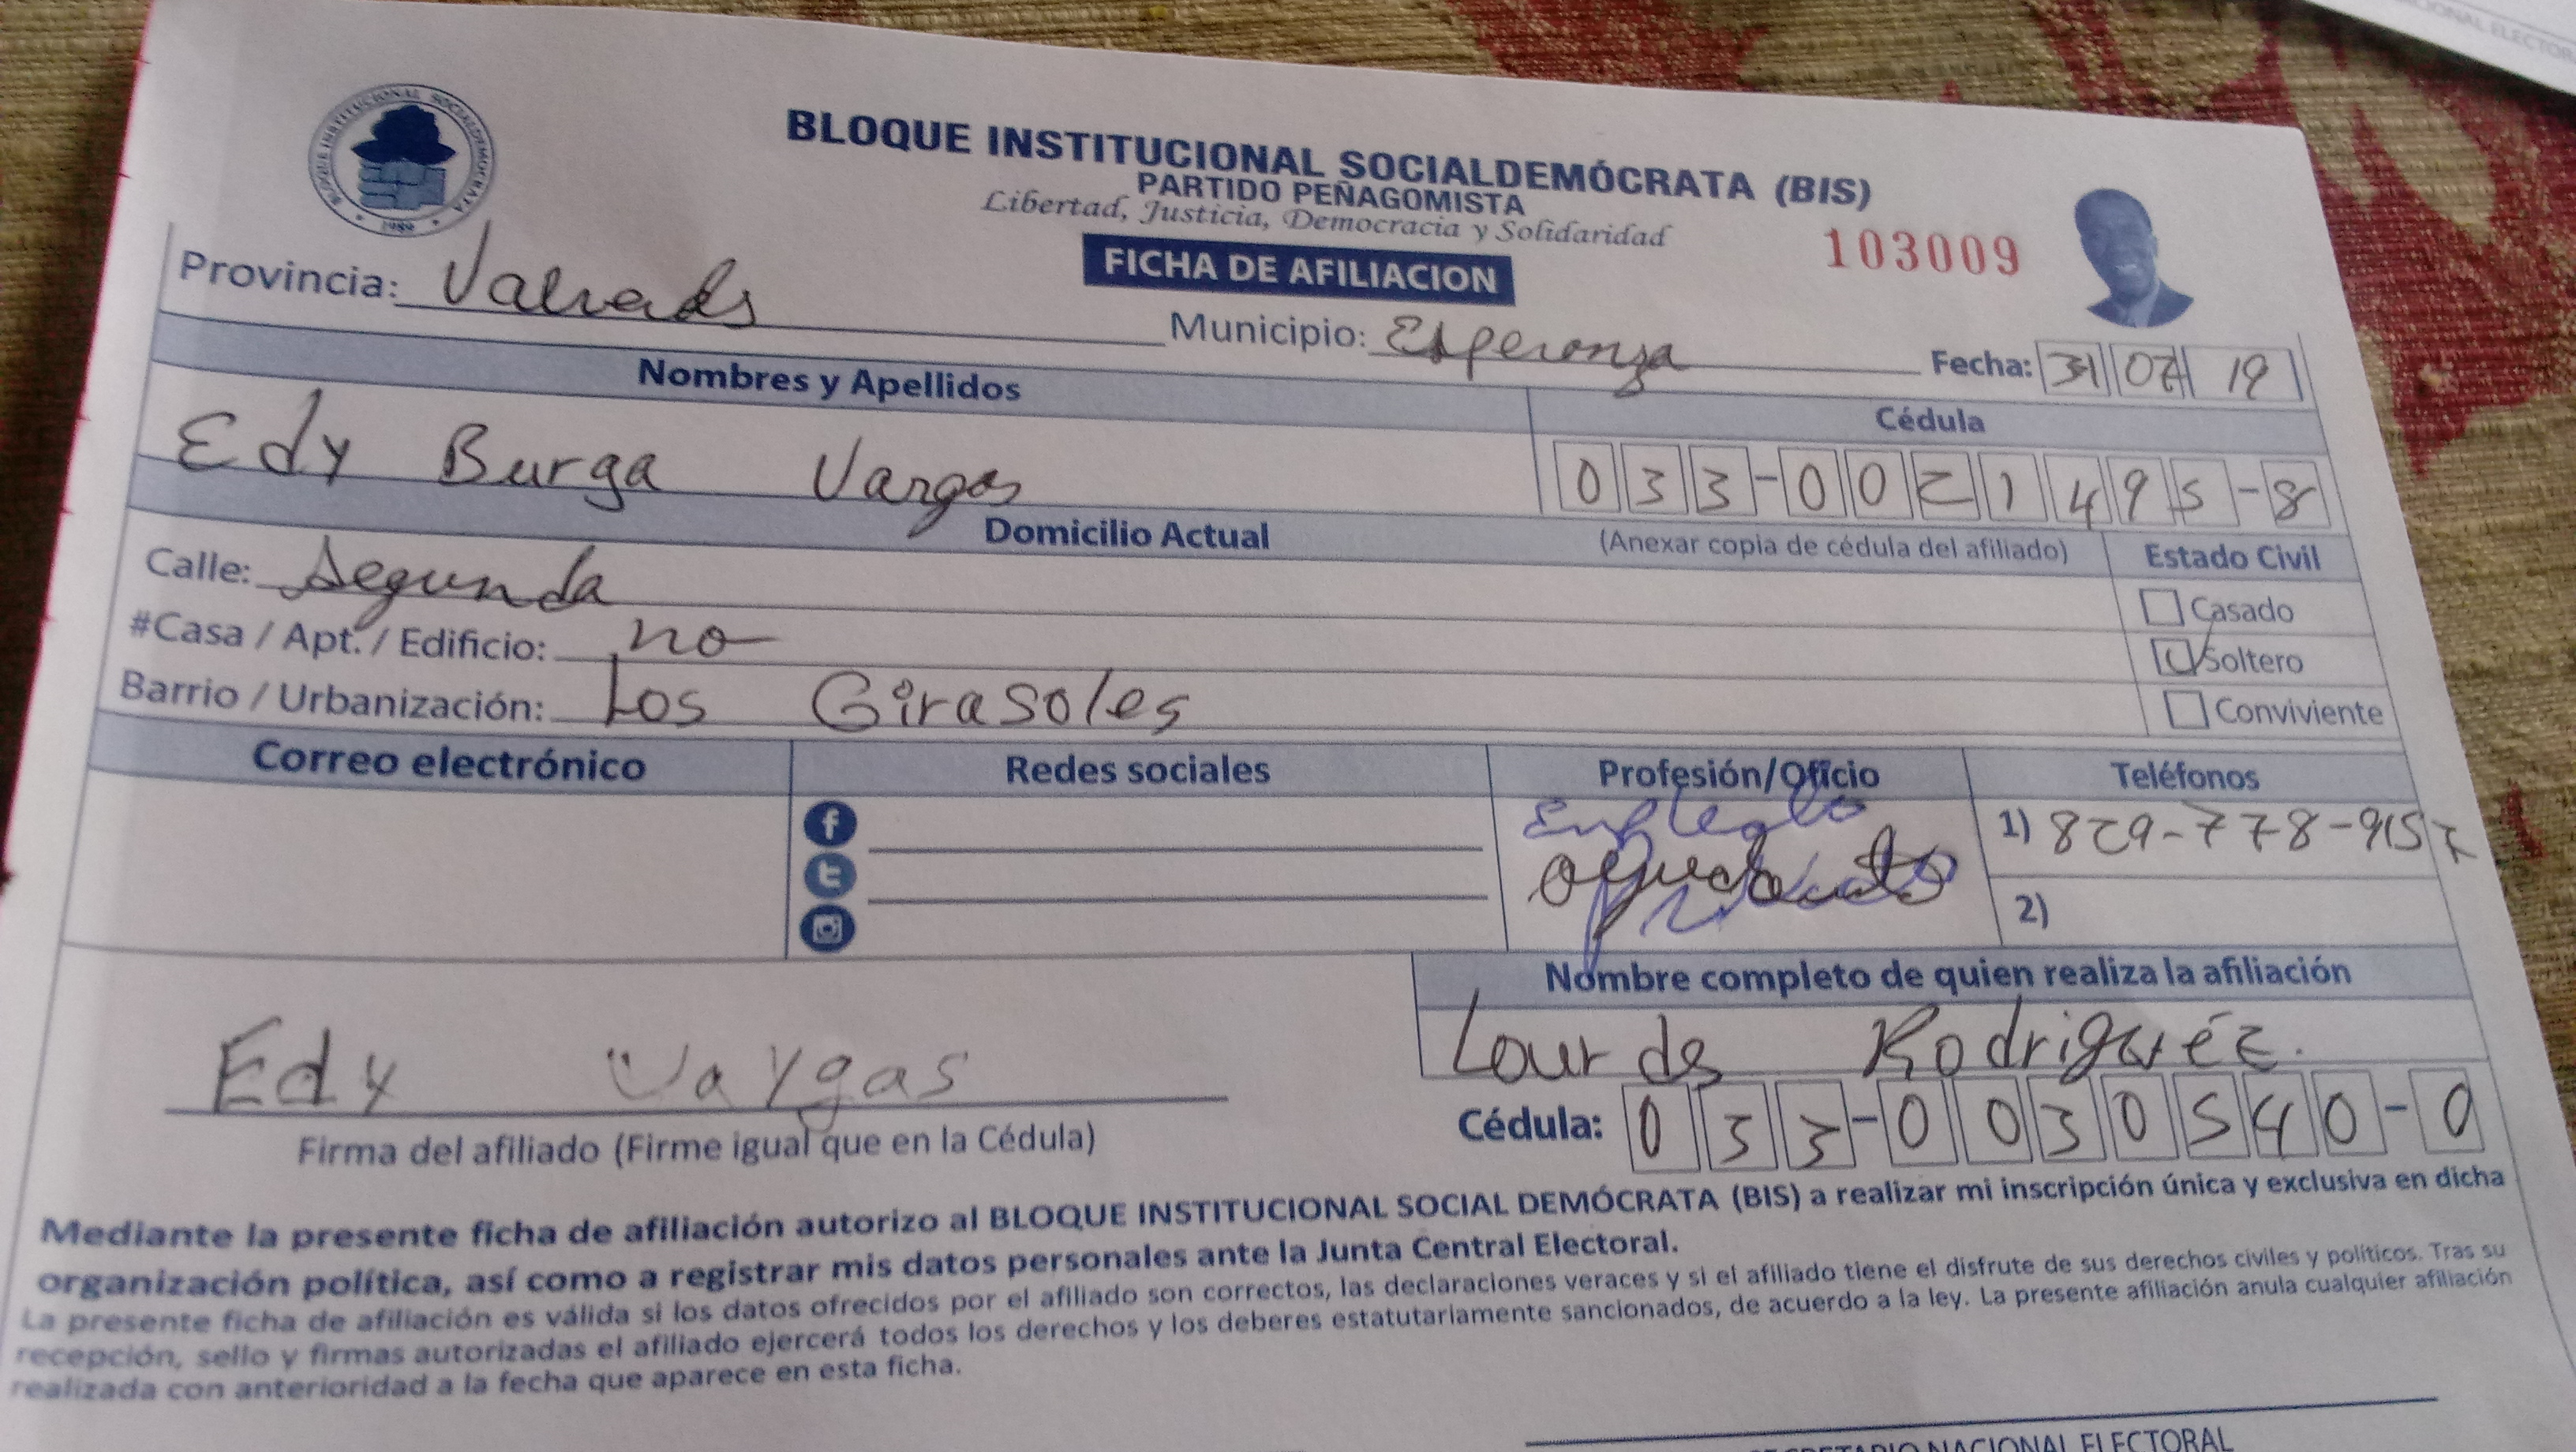 BLOQUE INSTITUCIONAL SOCIALDEMÓCRATA
1989
BLOQUE INSTITUCIONAL SOCIALDEMÓCRATA (BIS)
PARTIDO PEÑAGOMISTA
Libertad, Justicia, Democracia y Solidaridad
FICHA DE AFILIACION
103009
Provincia: Valverds
Municipio: Esperonza
Fecha: 31 07 19
Nombres y Apellidos
Cédula
Edy Burga Vargas
033-0021495-8
Domicilio Actual
(Anexar copia de cédula del afiliado)
Estado Civil
Calle: Segunda
Casado
#Casa / Apt. / Edificio: no
Soltero
Barrio / Urbanización: Los Girasoles
Conviviente
Correo electrónico
Redes sociales
Profesión/Oficio
Teléfonos
1) 829-778-9157
2)
Nombre completo de quien realiza la afiliación
Lourdes Rodriguéz.
Edy Vargas
Firma del afiliado (Firme igual que en la Cédula)
Cédula: 033-0030540-0
Mediante la presente ficha de afiliación autorizo al BLOQUE INSTITUCIONAL SOCIAL DEMÓCRATA (BIS) a realizar mi inscripción única y exclusiva en dicha
organización política, así como a registrar mis datos personales ante la Junta Central Electoral.
La presente ficha de afiliación es válida si los datos ofrecidos por el afiliado son correctos, las declaraciones veraces y si el afiliado tiene el disfrute de sus derechos civiles y políticos. Tras su
recepción, sello y firmas autorizadas el afiliado ejercerá todos los derechos y los deberes estatutariamente sancionados, de acuerdo a la ley. La presente afiliación anula cualquier afiliación
realizada con anterioridad a la fecha que aparece en esta ficha.
NACIONAL ELECTORAL